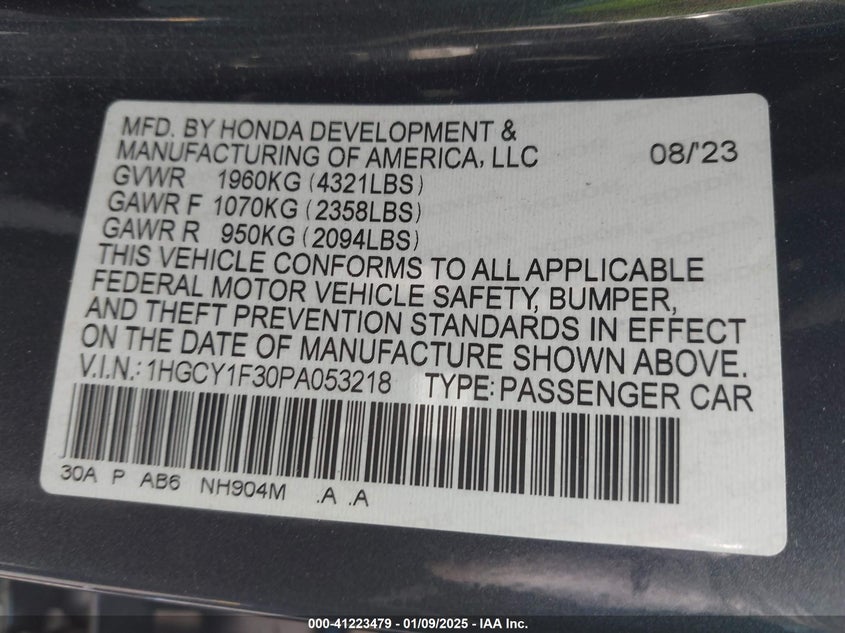 MFD. BY HONDA DEVELOPMENT &
MANUFACTURING OF AMERICA, LLC 08/'23
GVWR 1960KG (4321LBS)
GAWR F 1070KG (2358LBS)
GAWR R 950KG (2094LBS)
THIS VEHICLE CONFORMS TO ALL APPLICABLE
FEDERAL MOTOR VEHICLE SAFETY, BUMPER,
AND THEFT PREVENTION STANDARDS IN EFFECT
ON THE DATE OF MANUFACTURE SHOWN ABOVE.
V.I.N.: 1HGCY1F30PA053218 TYPE: PASSENGER CAR
30A P AB6 NH904M .A .A
000-41223479 | 01/09/2025 - IAA Inc.